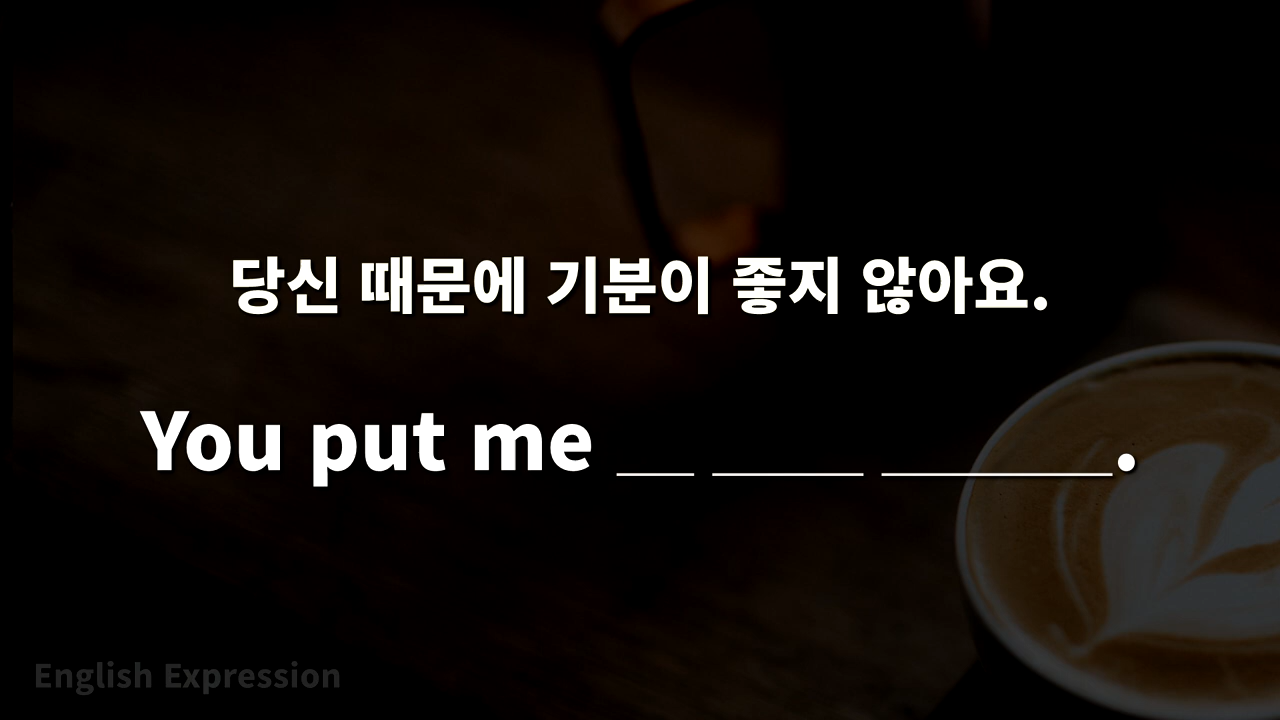 당신 때문에 기분이 좋지 않아요.
You put me __ ____ ______.
English Expression